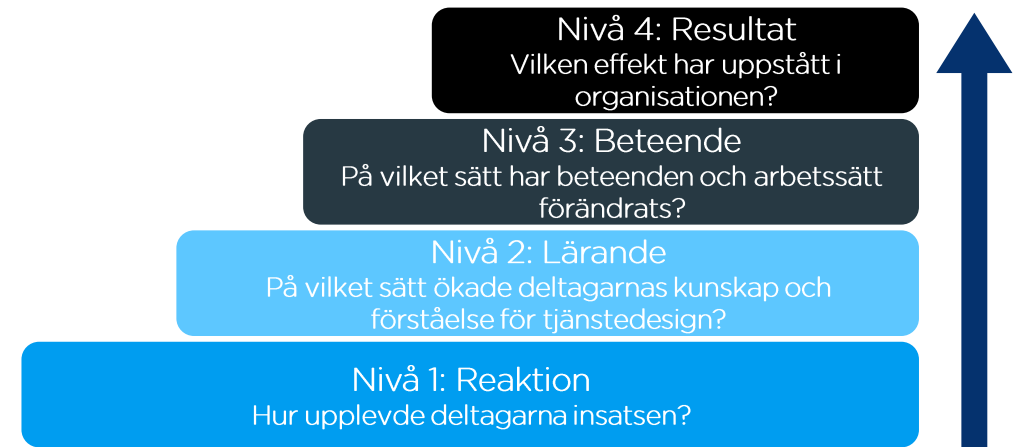 Nivå 4: Resultat
Vilken effekt har uppstått i
organisationen?
Nivå 3: Beteende
På vilket sätt har beteenden och arbetssätt
förändrats?
Nivå 2: Lärande
På vilket sätt ökade deltagarnas kunskap och
förståelse för tjänstedesign?
Nivå 1: Reaktion
Hur upplevde deltagarna insatsen?